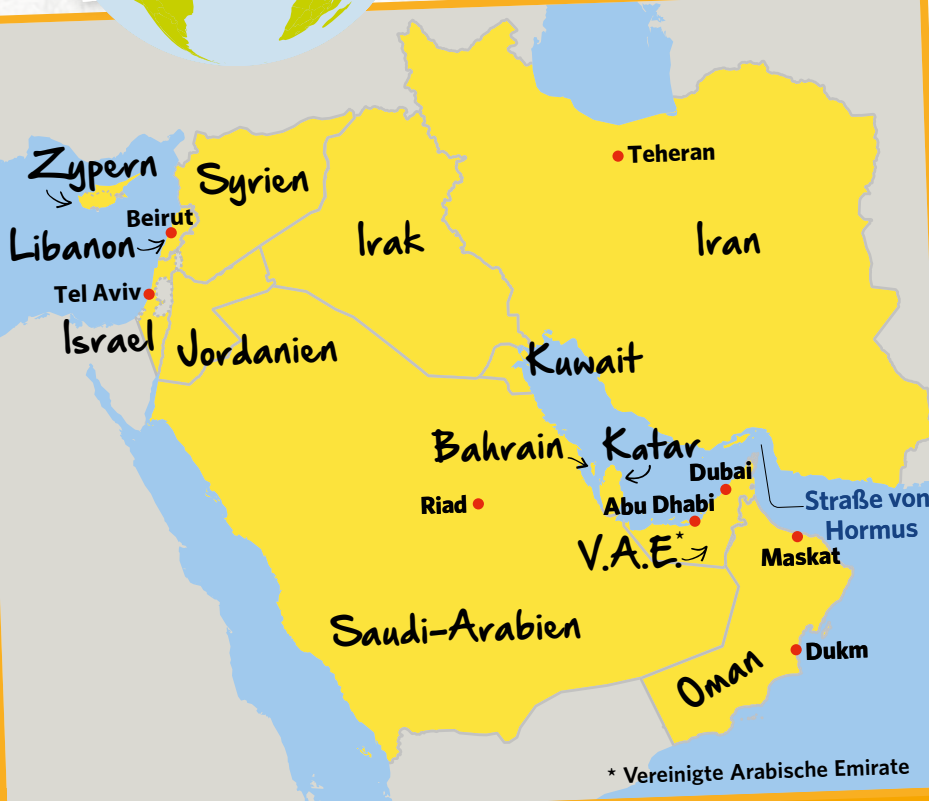 Teheran
Zypern
Syrien
Beirut
Libanon
Irak
Iran
Tel Aviv
Israel
Jordanien
Kuwait
Bahrain
Katar
Dubai
Riad
Abu Dhabi
Straße von
Hormus
V.A.E.*
Maskat
Saudi-Arabien
Dukm
Oman
* Vereinigte Arabische Emirate